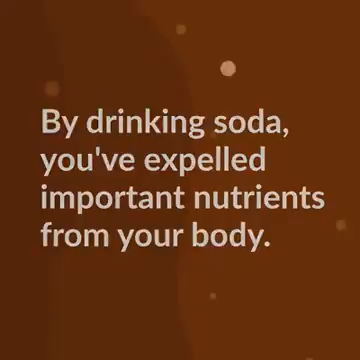 By drinking soda,
you've expelled
important nutrients
from your body.